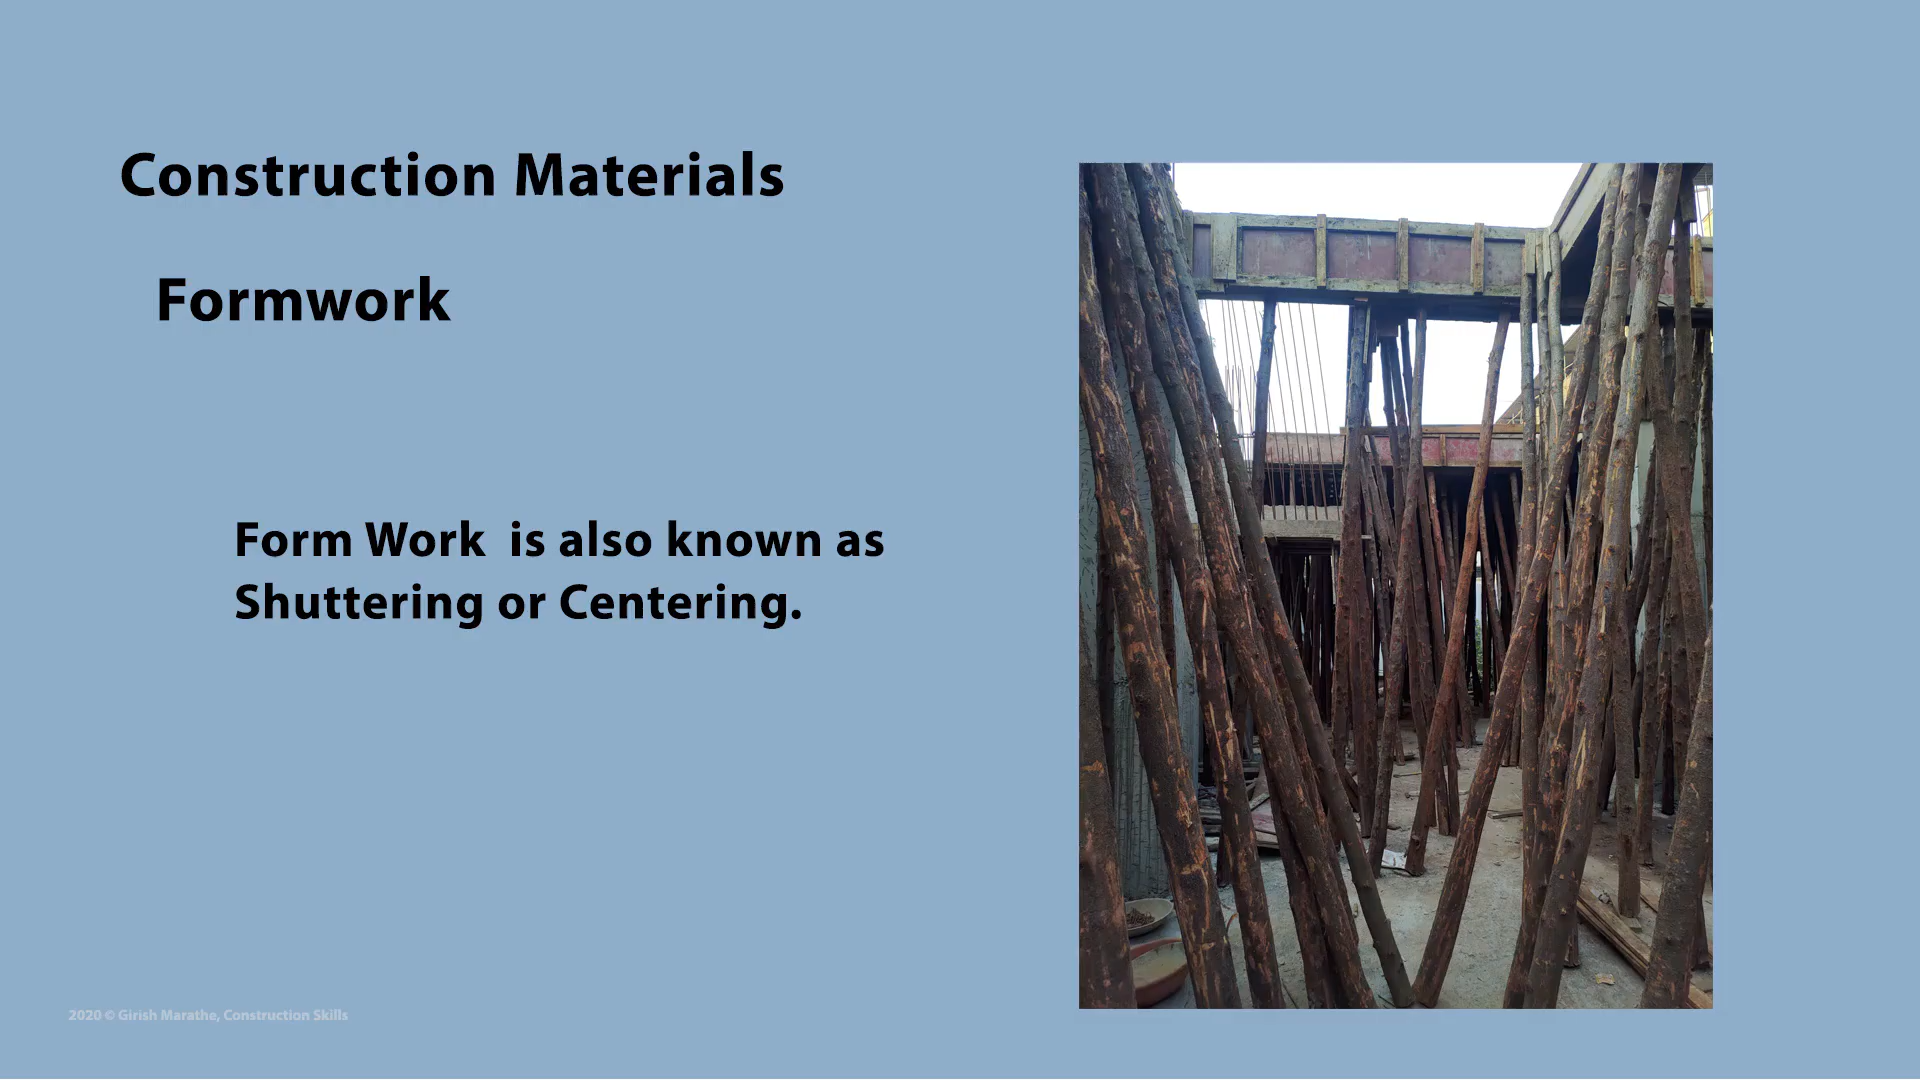 Construction Materials
Formwork
Form Work is also known as
Shuttering or Centering.
2020 © Girish Marathe, Construction Skills